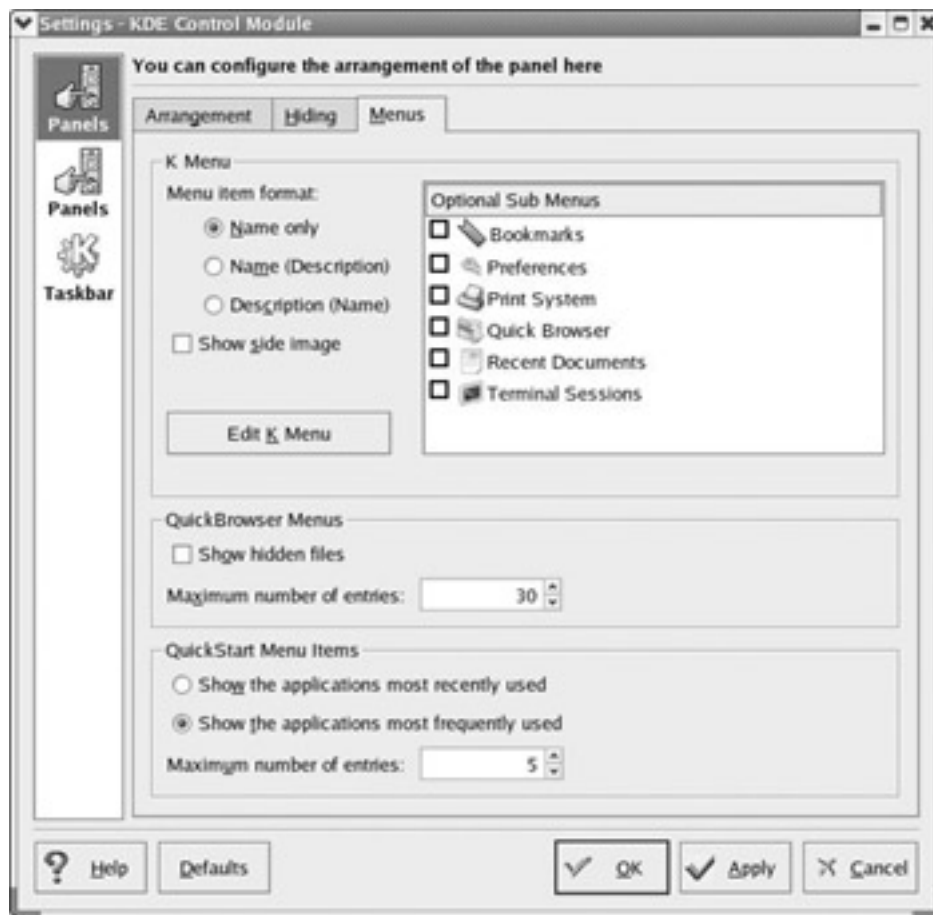 Settings - KDE Control Module
You can configure the arrangement of the panel here
Panels
Panels
Taskbar
Arrangement
Hiding
Menus
K Menu
Menu item format:
Name only
Name (Description)
Description (Name)
Show side image
Edit K Menu
Optional Sub Menus
Bookmarks
Preferences
Print System
Quick Browser
Recent Documents
Terminal Sessions
QuickBrowser Menus
Show hidden files
Maximum number of entries: 30
QuickStart Menu Items
Show the applications most recently used
Show the applications most frequently used
Maximum number of entries: 5
? Help
Defaults
OK
Apply
Cancel